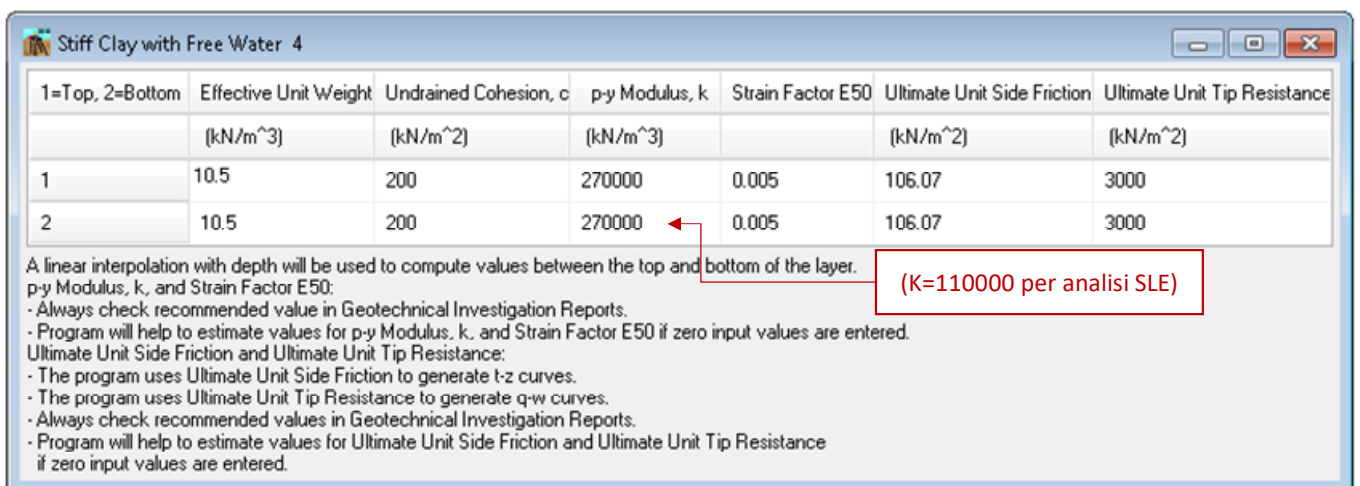 Stiff Clay with Free Water 4
1=Top, 2=Bottom Effective Unit Weight Undrained Cohesion, c p-y Modulus, k Strain Factor E50 Ultimate Unit Side Friction Ultimate Unit Tip Resistance
(kN/m^3) (kN/m^2) (kN/m^3) (kN/m^2) (kN/m^2)
1 10.5 200 270000 0.005 106.07 3000
2 10.5 200 270000 0.005 106.07 3000
A linear interpolation with depth will be used to compute values between the top and bottom of the layer.
(K=110000 per analisi SLE)
p-y Modulus, k, and Strain Factor E50:
- Always check recommended value in Geotechnical Investigation Reports.
- Program will help to estimate values for p-y Modulus, k, and Strain Factor E50 if zero input values are entered.
Ultimate Unit Side Friction and Ultimate Unit Tip Resistance:
- The program uses Ultimate Unit Side Friction to generate t-z curves.
- The program uses Ultimate Unit Tip Resistance to generate q-w curves.
- Always check recommended values in Geotechnical Investigation Reports.
- Program will help to estimate values for Ultimate Unit Side Friction and Ultimate Unit Tip Resistance
if zero input values are entered.